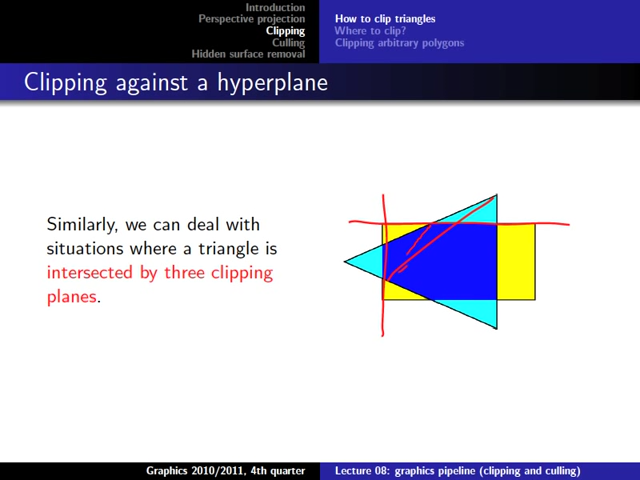 Introduction
Perspective projection
Clipping
Culling
Hidden surface removal
How to clip triangles
Where to clip?
Clipping arbitrary polygons
Clipping against a hyperplane
Similarly, we can deal with
situations where a triangle is
intersected by three clipping
planes.
Graphics 2010/2011, 4th quarter
Lecture 08: graphics pipeline (clipping and culling)